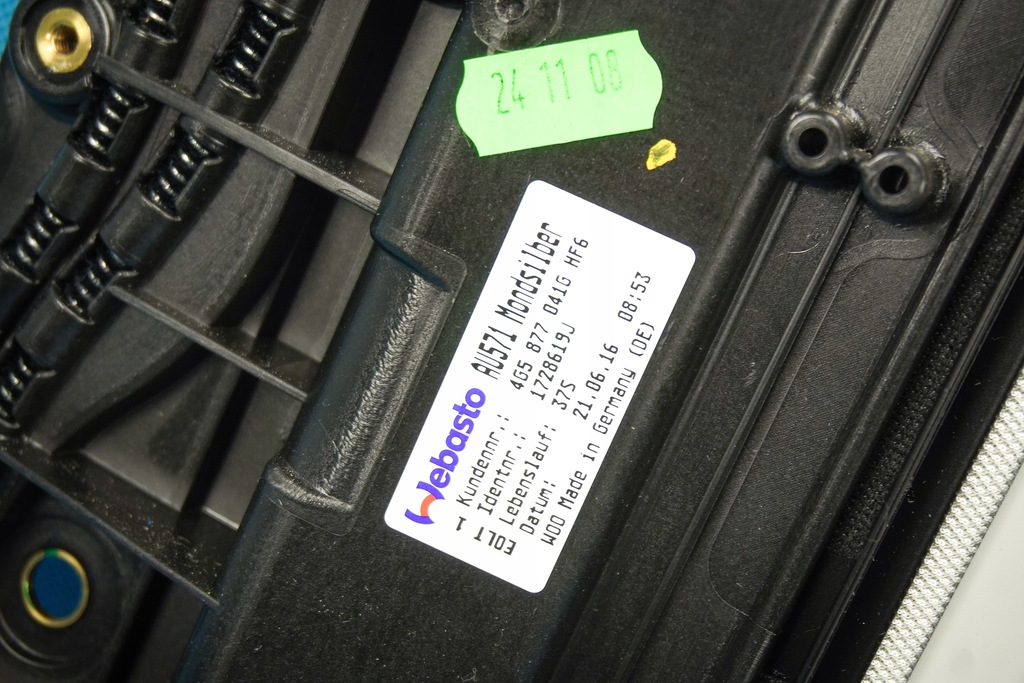 24 11 08
Webasto AU571 Mondsilber
Kundennr.: 4G5 877 041G HF6
Identnr.: 1728619J
Lebenslauf: 37S
Datum: 21.06.16 08:53
W00 Made in Germany (DE)
EOLT 1